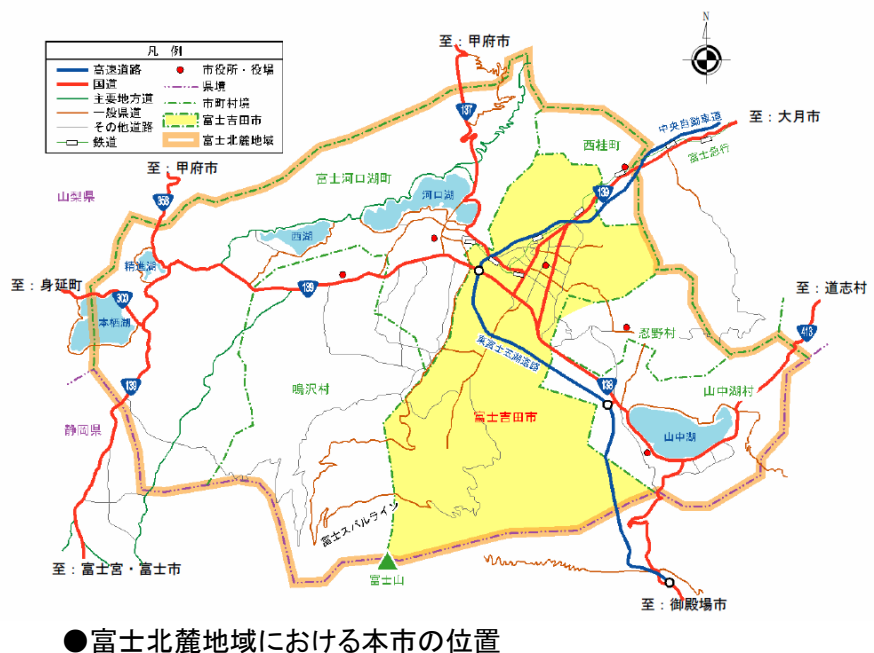 N
至：甲府市
凡 例
高速道路
国道
主要地方道
一般県道
その他道路
鉄道
市役所・役場
県境
市町村境
富士吉田市
富士北麓地域
137
至：大月市
中央自動車道
西桂町
富士急行
139
至：甲府市
358
山梨県
富士河口湖町
河口湖
西湖
精進湖
至：身延町
300
本栖湖
139
至：道志村
413
忍野村
東富士五湖道路
138
山中湖村
山中湖
鳴沢村
富士吉田市
139
静岡県
富士スバルライン
富士山
至：富士宮・富士市
至：御殿場市
●富士北麓地域における本市の位置